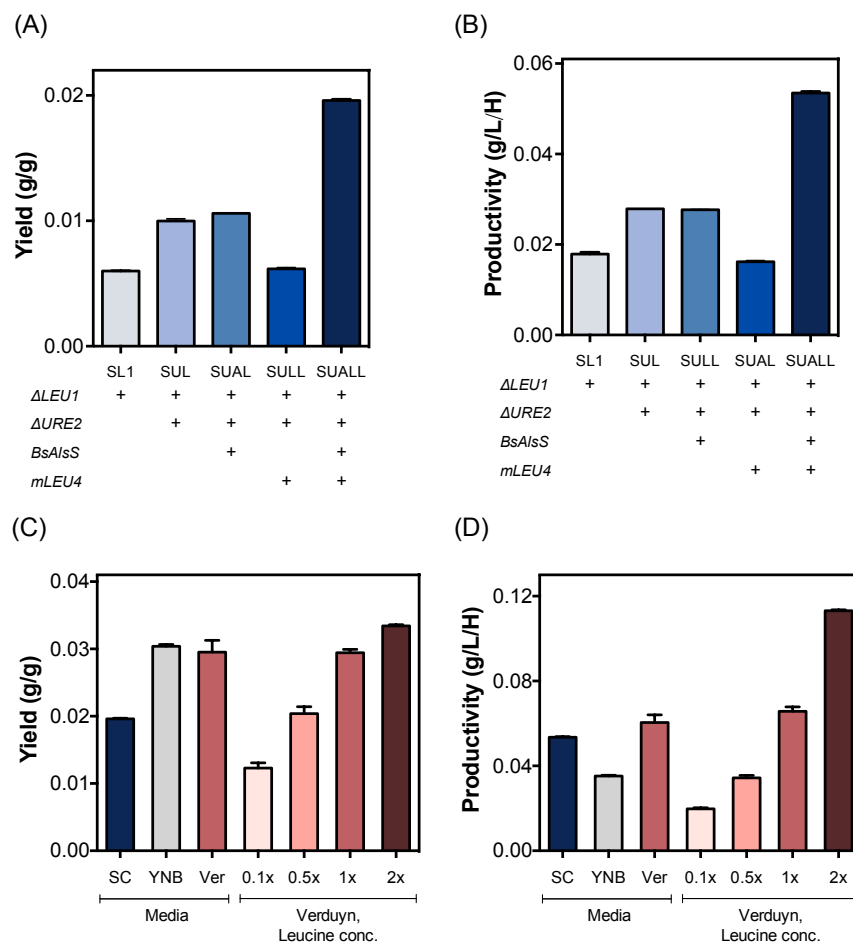 (A)
Yield (g/g)
0.02
0.01
0.00
SL1 SUL SUAL SULL SUALL
ΔLEU1 + + + + +
ΔURE2 + + + +
BsAlsS + +
mLEU4 + +
(B)
Productivity (g/L/H)
0.06
0.04
0.02
0.00
SL1 SUL SULL SUAL SUALL
ΔLEU1 + + + + +
ΔURE2 + + + +
BsAlsS + +
mLEU4 + +
(C)
Yield (g/g)
0.04
0.03
0.02
0.01
0.00
SC YNB Ver 0.1x 0.5x 1x 2x
Media
Verduyn,
Leucine conc.
(D)
Productivity (g/L/H)
0.12
0.08
0.04
0.00
SC YNB Ver 0.1x 0.5x 1x 2x
Media
Verduyn,
Leucine conc.